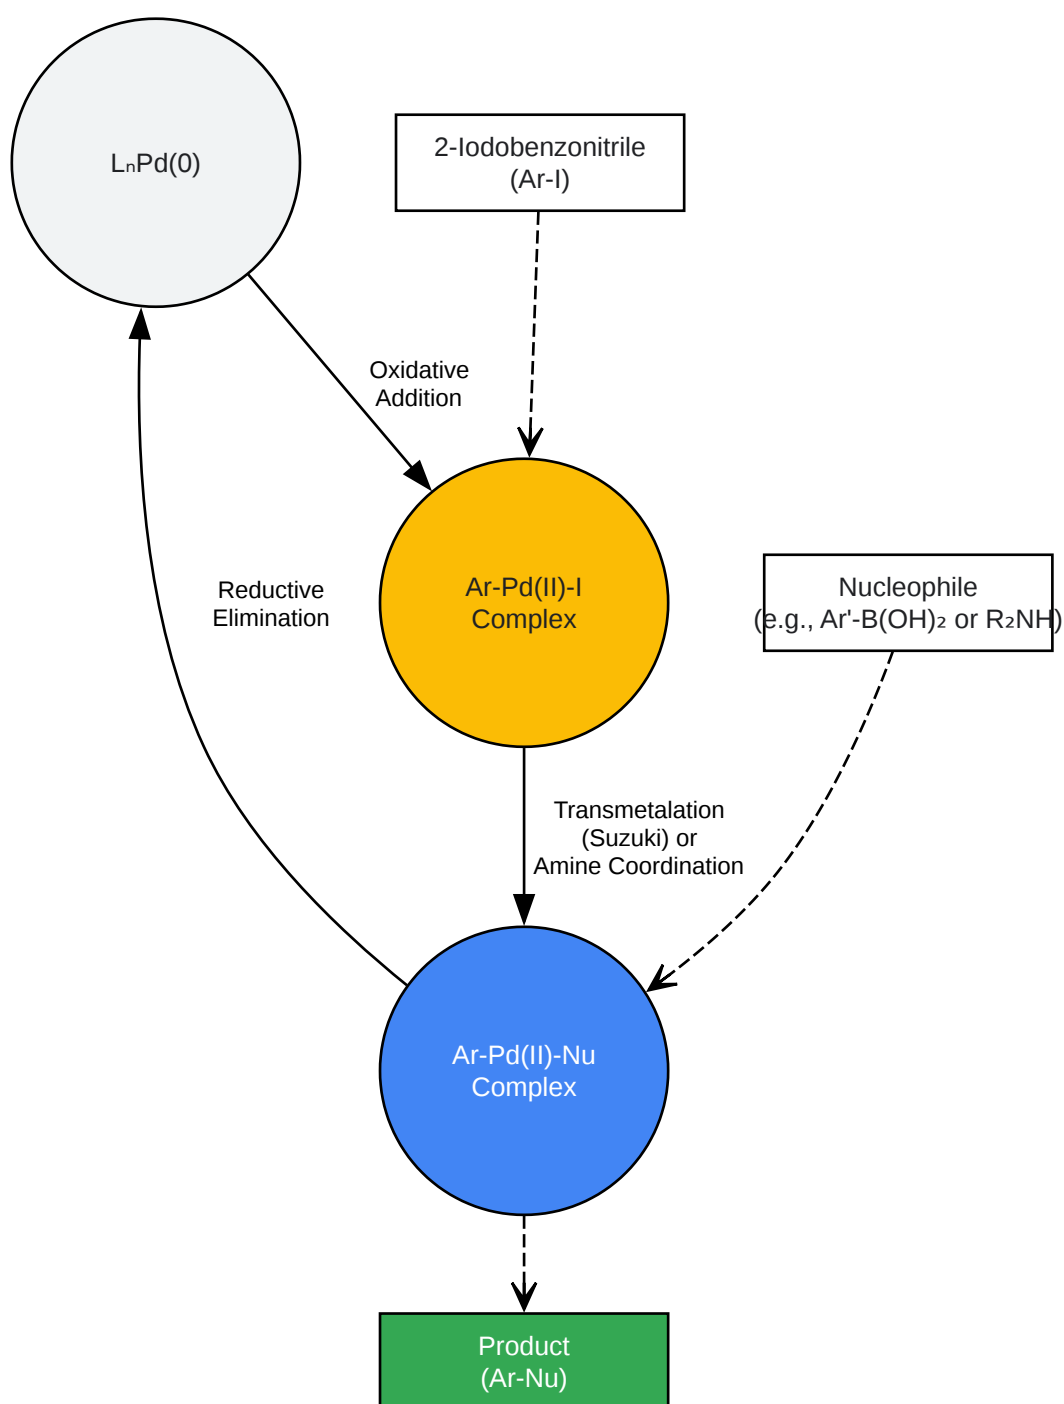 LₙPd(0)
2-Iodobenzonitrile
(Ar-I)
Oxidative
Addition
Reductive
Elimination
Ar-Pd(II)-I
Complex
Nucleophile
(e.g., Ar'-B(OH)₂ or R₂NH)
Transmetalation
(Suzuki) or
Amine Coordination
Ar-Pd(II)-Nu
Complex
Product
(Ar-Nu)